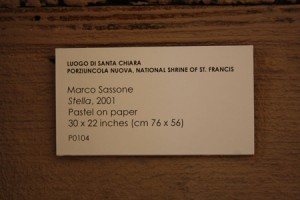 LUOGO DI SANTA CHIARA
PORZIUNCOLA NUOVA, NATIONAL SHRINE OF ST. FRANCIS
Marco Sassone
Stella, 2001
Pastel on paper
30 x 22 inches (cm 76 x 56)
P0104